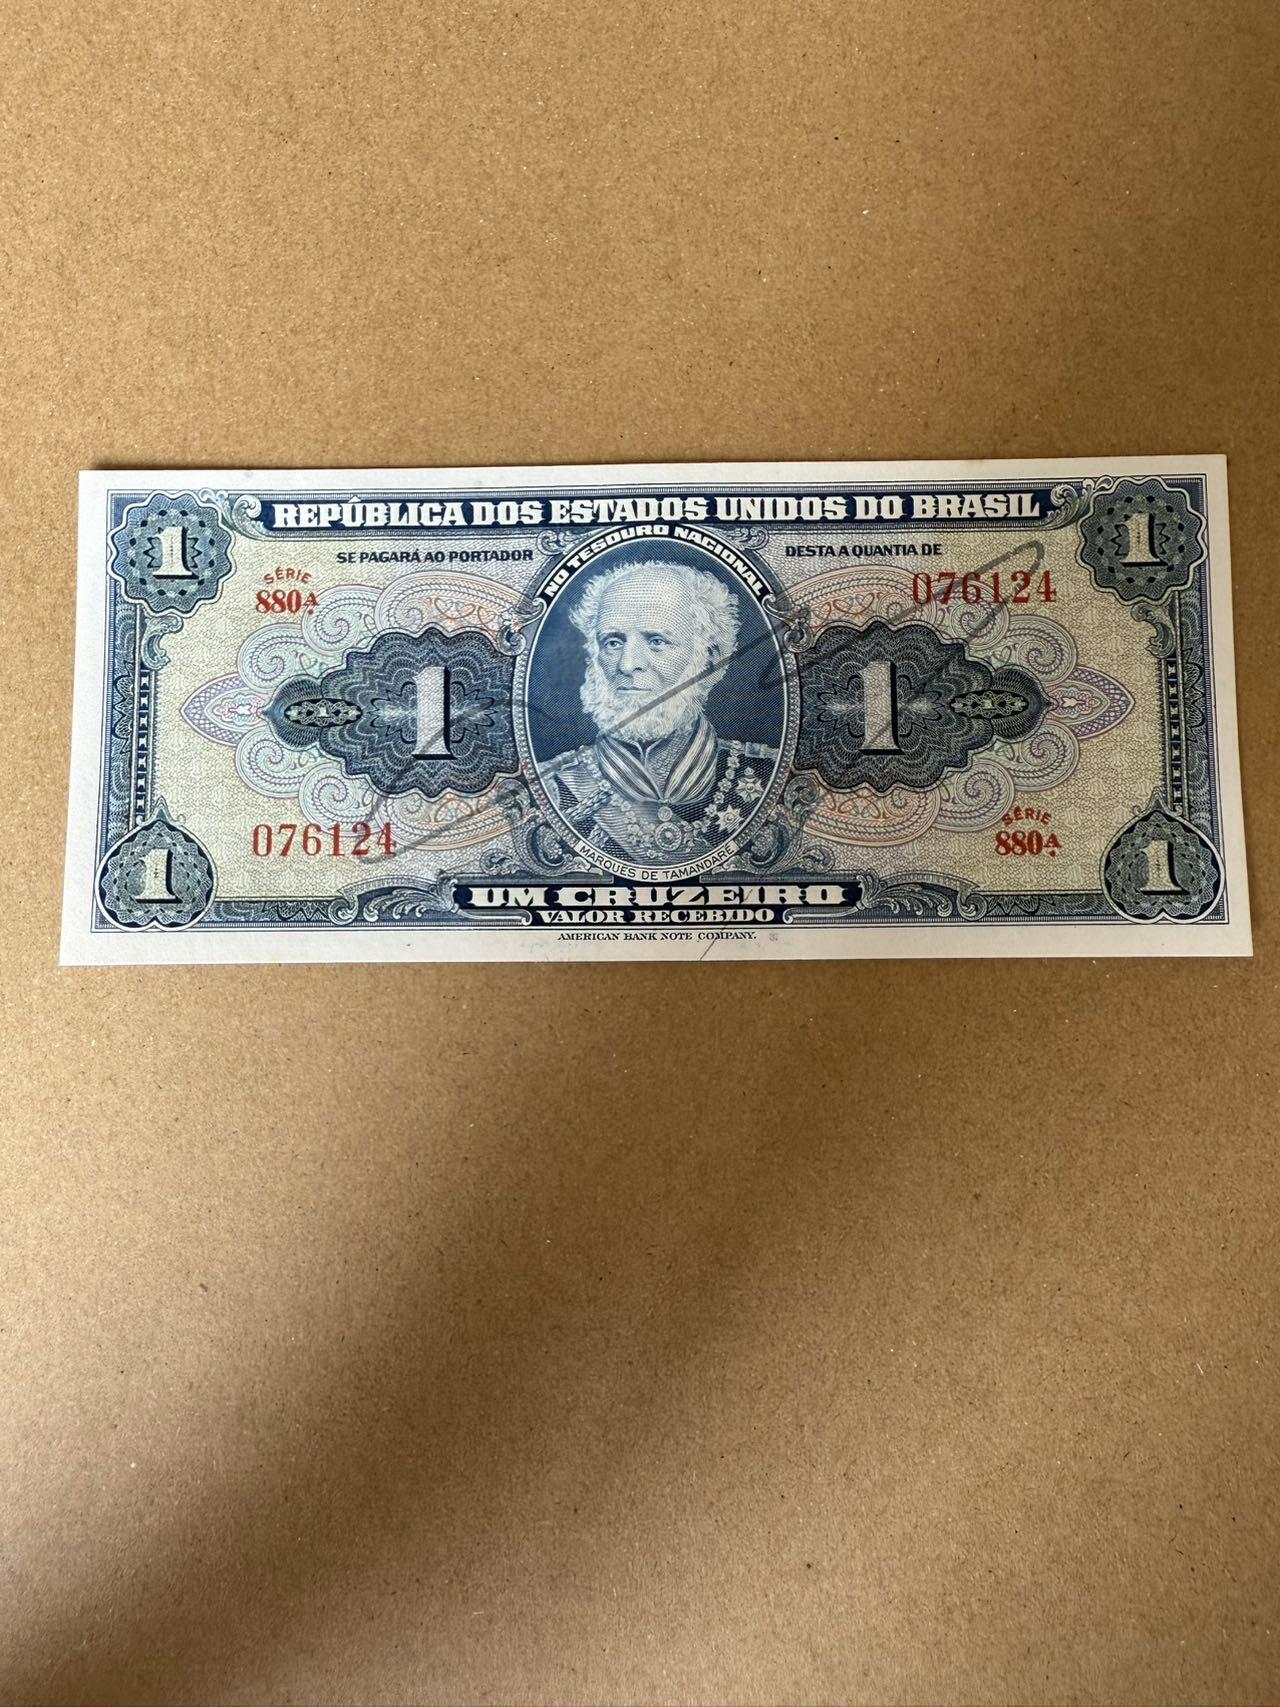 REPÚBLICA DOS ESTADOS UNIDOS DO BRASIL
1
1
SE PAGARÁ AO PORTADOR
NO TESOURO NACIONAL
DESTA A QUANTIA DE
SÉRIE
880A.
076124
1
1
1
1
076124
SÉRIE
880A.
MARQUES DE TAMANDARÉ
1
1
UM CRUZEIRO
VALOR RECEBIDO
AMERICAN BANK NOTE COMPANY.